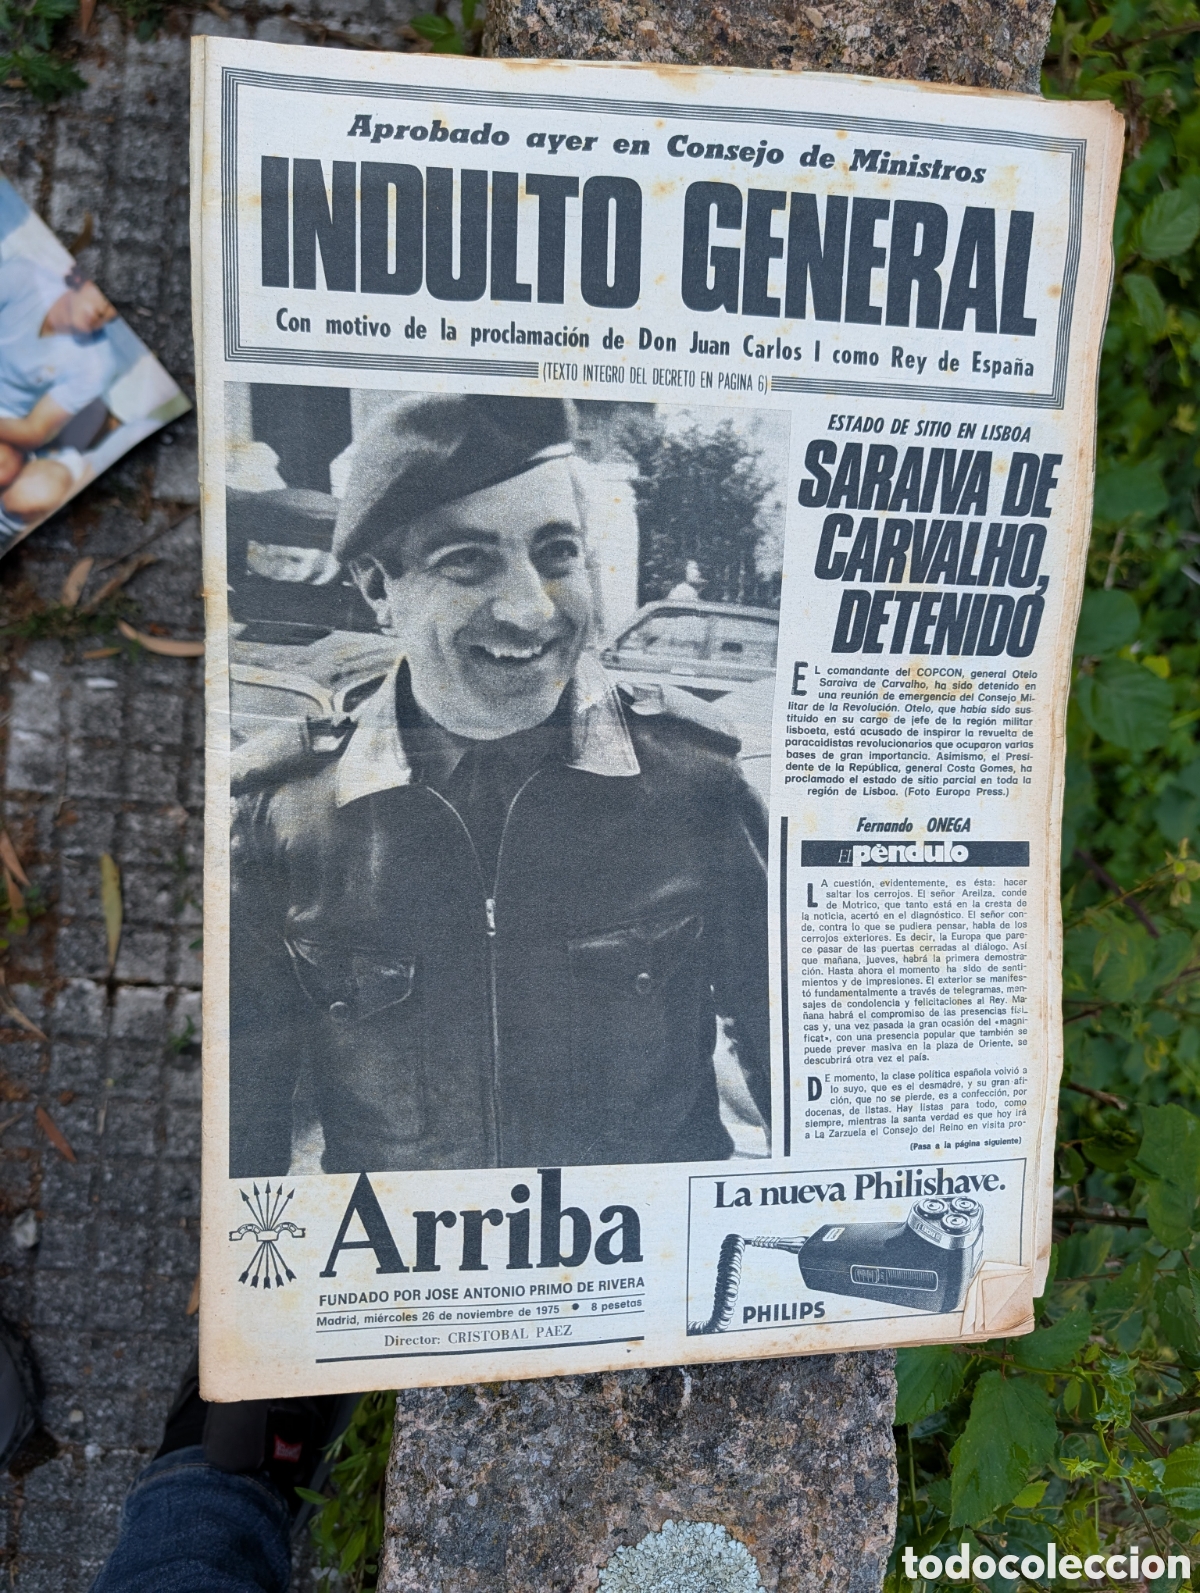 Aprobado ayer en Consejo de Ministros
INDULTO GENERAL
Con motivo de la proclamación de Don Juan Carlos I como Rey de España
(TEXTO INTEGRO DEL DECRETO EN PAGINA 6)
ESTADO DE SITIO EN LISBOA
SARAIVA DE
CARVALHO,
DETENIDO
EL comandante del COPCON, general Otelo
Saraiva de Carvalho, ha sido detenido en
una reunión de emergencia del Consejo Mi-
litar de la Revolución. Otelo, que había sido sus-
tituido en su cargo de jefe de la región militar
lisboeta, está acusado de inspirar la revuelta de
paracaidistas revolucionarios que ocuparon varias
bases de gran importancia. Asimismo, el Presi-
dente de la República, general Costa Gomes, ha
proclamado el estado de sitio parcial en toda la
región de Lisboa. (Foto Europa Press.)
Fernando ONEGA
El péndulo
LA cuestión, evidentemente, es ésta: hacer
saltar los cerrojos. El señor Areilza, conde
de Motrico, que tanto está en la cresta de
la noticia, acertó en el diagnóstico. El señor con-
de, contra lo que se pudiera pensar, habla de los
cerrojos exteriores. Es decir, la Europa que pare-
ce pasar de las puertas cerradas al diálogo. Así
que mañana, jueves, habrá la primera demostra-
ción. Hasta ahora el momento ha sido de senti-
mientos y de impresiones. El exterior se manifes-
tó fundamentalmente a través de telegramas, men-
sajes de condolencia y felicitaciones al Rey. Ma-
ñana habrá el compromiso de las presencias físi-
cas y, una vez pasada la gran ocasión del «magni-
ficat», con una presencia popular que también se
puede prever masiva en la plaza de Oriente, se
descubrirá otra vez el país.
DE momento, la clase política española volvió a
lo suyo, que es el desmadre, y su gran afi-
ción, que no se pierde, es a confección, por
docenas, de listas. Hay listas para todo, como
siempre, mientras la santa verdad es que hoy irá
a La Zarzuela el Consejo del Reino en visita pro-
(Pasa a la página siguiente)
Arriba
FUNDADO POR JOSE ANTONIO PRIMO DE RIVERA
Madrid, miércoles 26 de noviembre de 1975 • 8 pesetas
Director: CRISTOBAL PAEZ
La nueva Philishave.
PHILIPS
todocoleccion